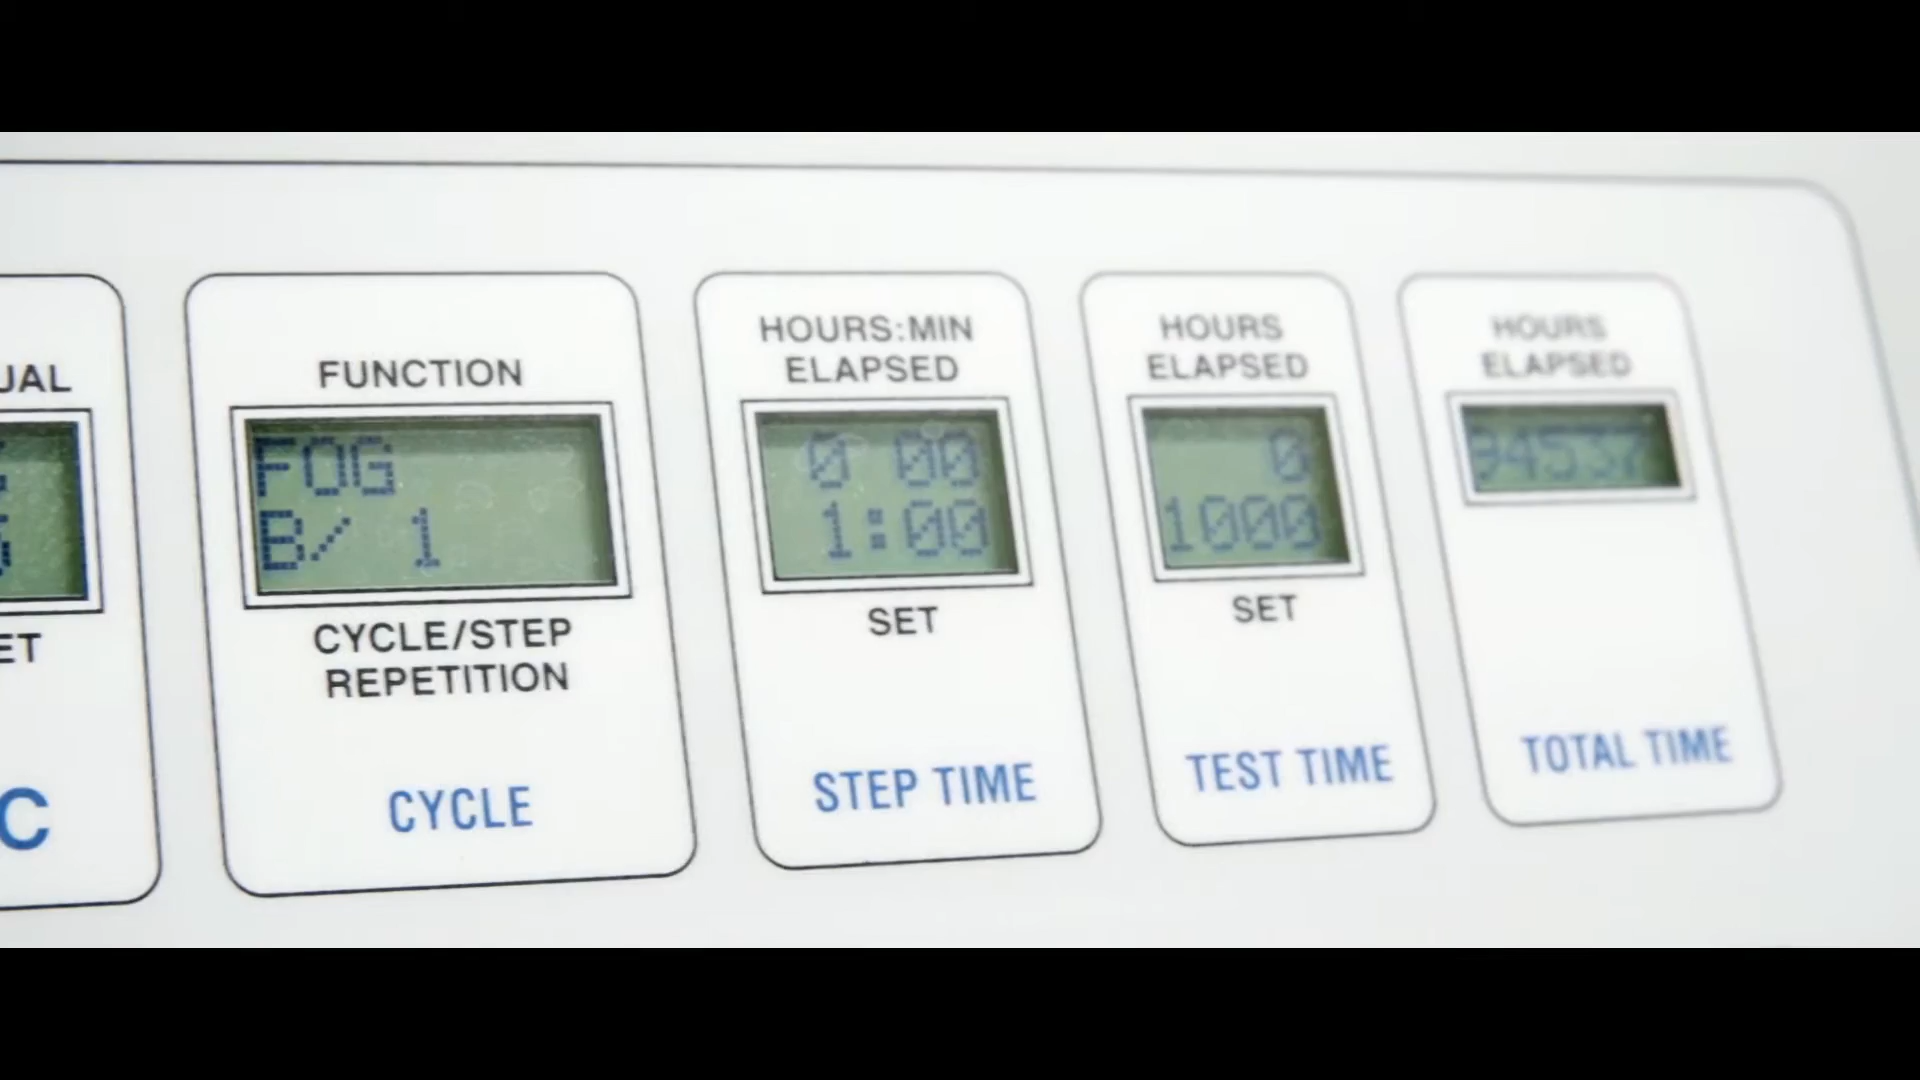 UAL
ET
C
FUNCTION
FOG
B/ 1
CYCLE/STEP
REPETITION
CYCLE
HOURS:MIN
ELAPSED
0 00
1:00
SET
STEP TIME
HOURS
ELAPSED
0
1000
SET
TEST TIME
HOURS
ELAPSED
94537
TOTAL TIME